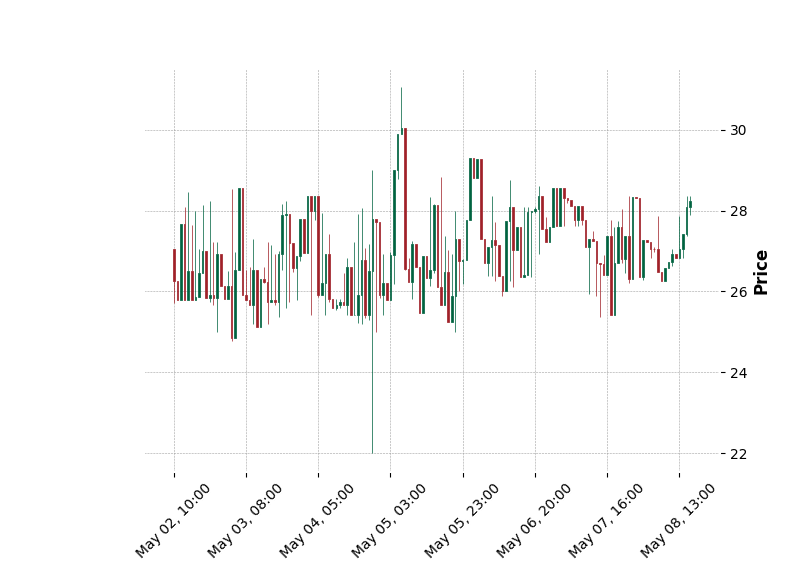 30
28
26
24
22
Price
May 02, 10:00
May 03, 08:00
May 04, 05:00
May 05, 03:00
May 05, 23:00
May 06, 20:00
May 07, 16:00
May 08, 13:00